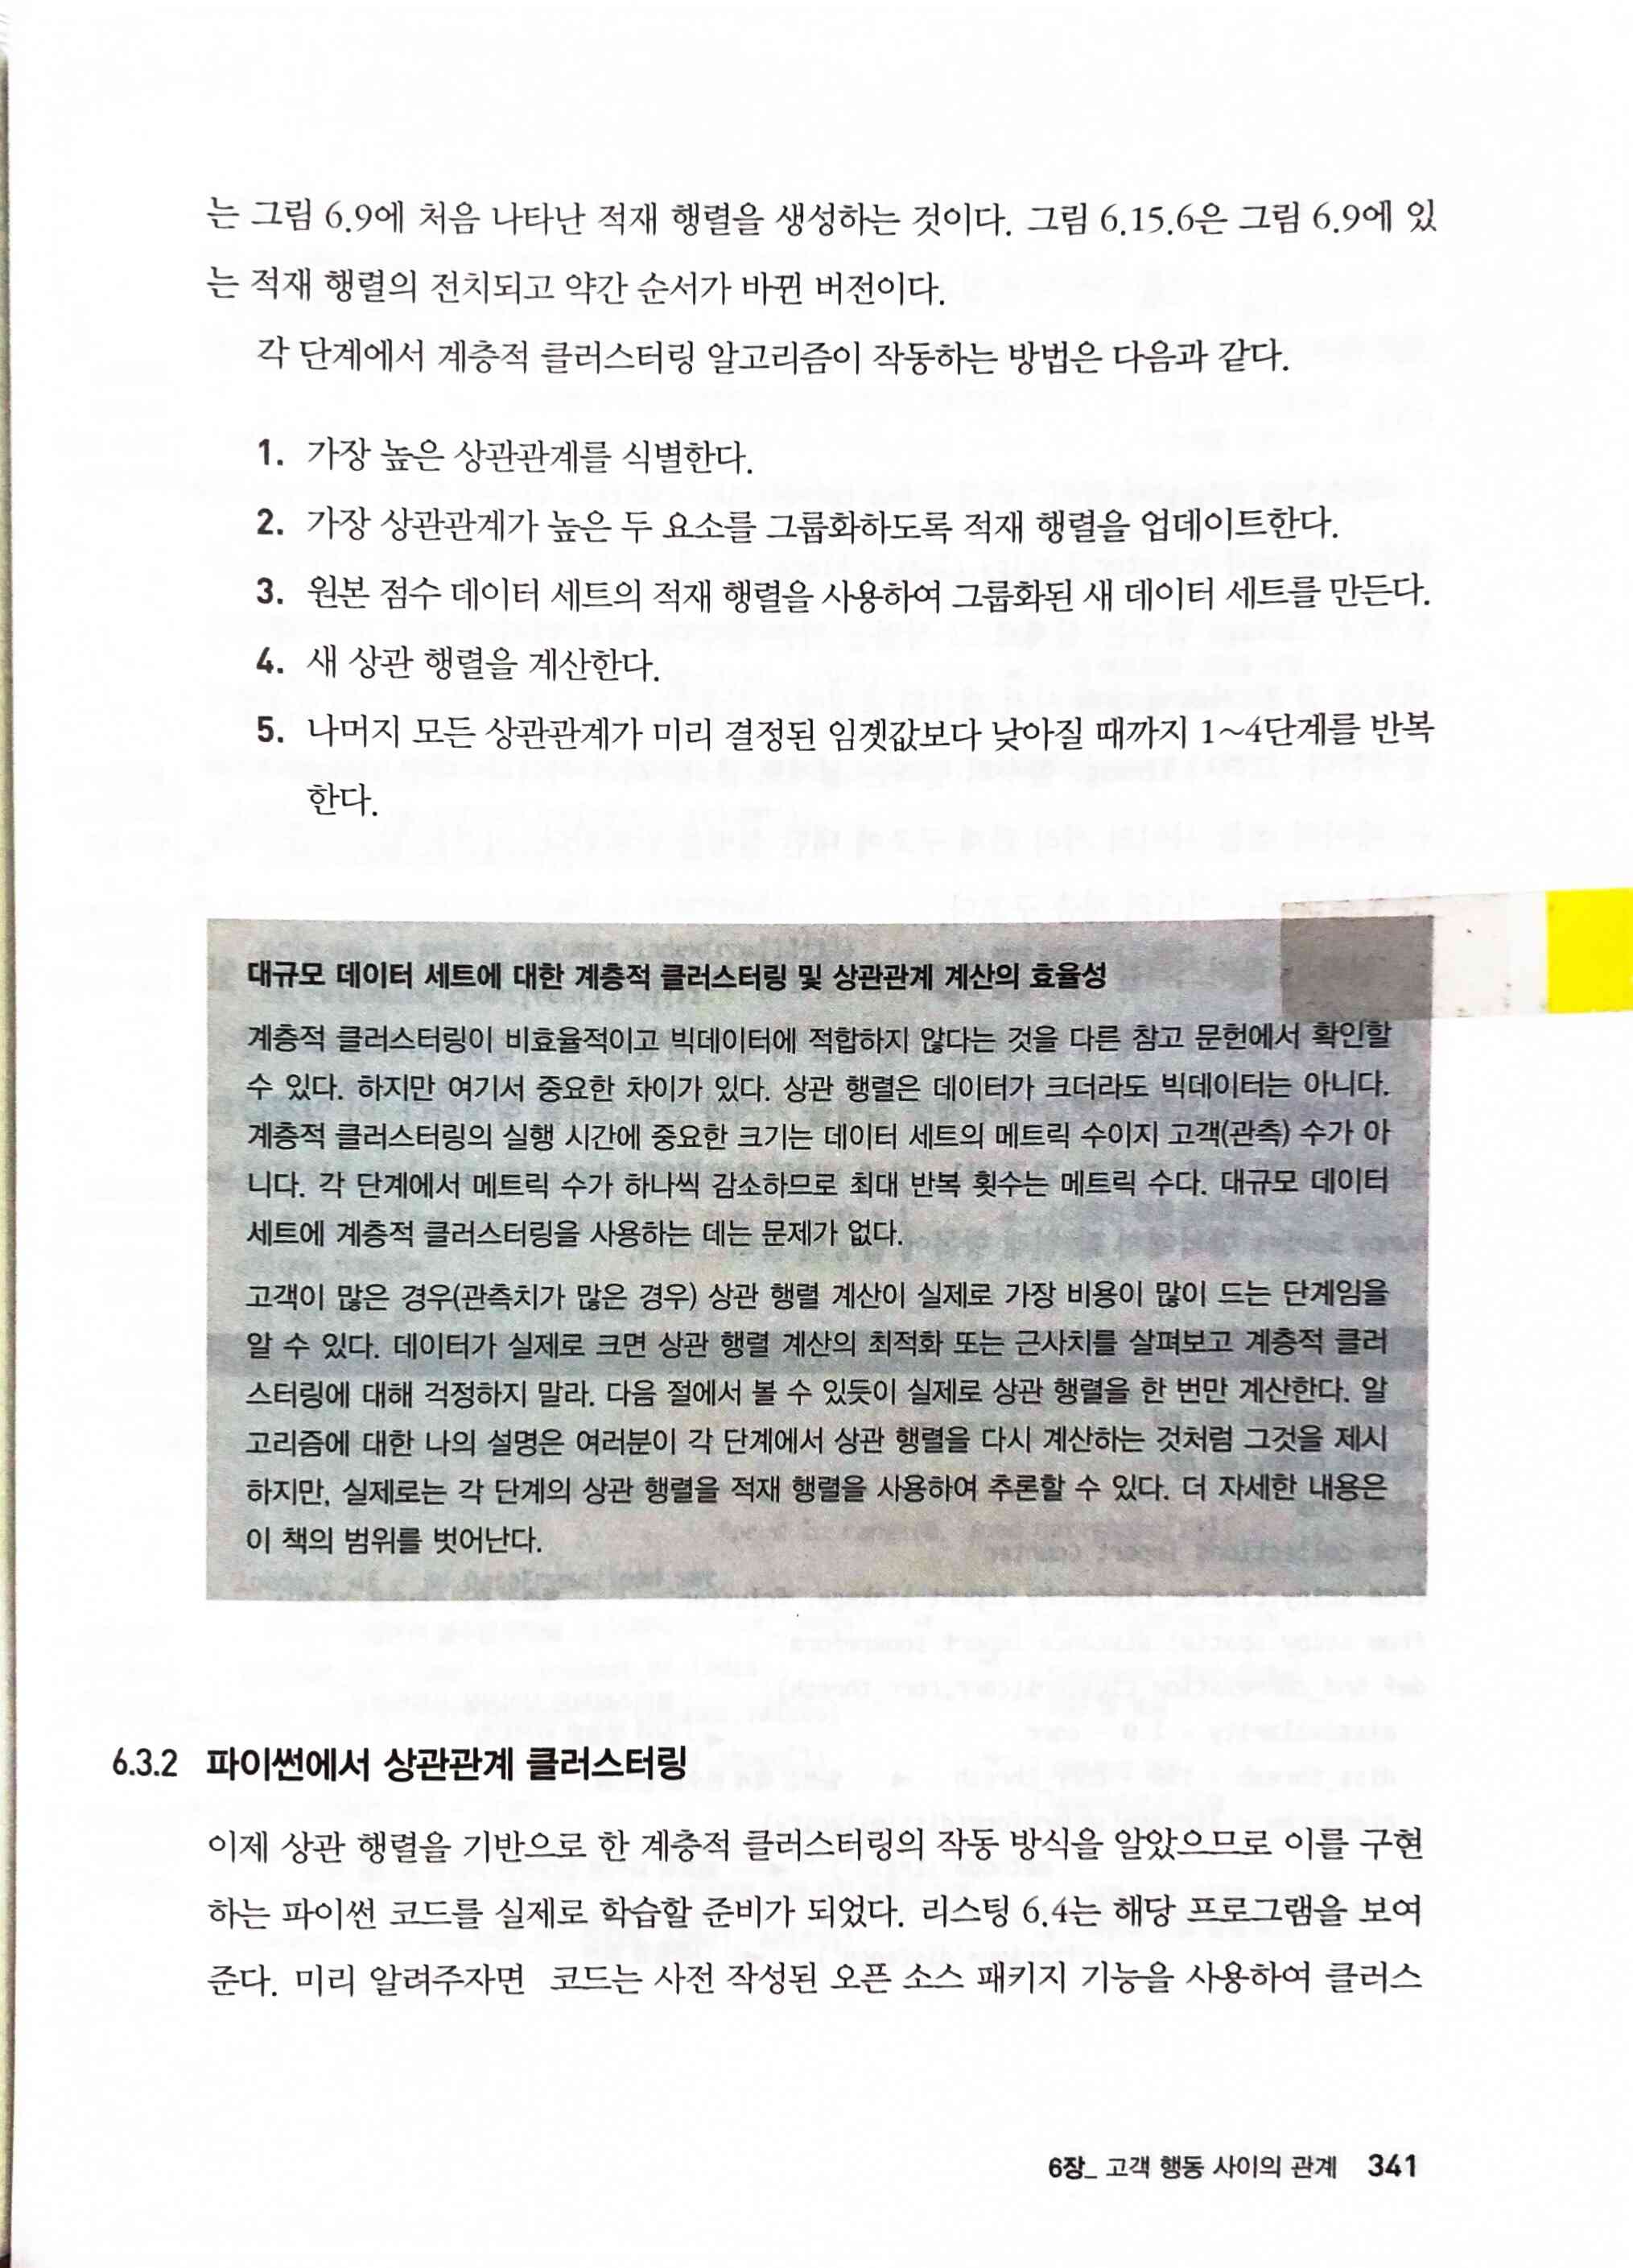 는 그림 6.9에 처음 나타난 적재 행렬을 생성하는 것이다. 그림 6.15.6은 그림 6.9에 있
는 적재 행렬의 전치되고 약간 순서가 바뀐 버전이다.
각 단계에서 계층적 클러스터링 알고리즘이 작동하는 방법은 다음과 같다.
1. 가장 높은 상관관계를 식별한다.
2. 가장 상관관계가 높은 두 요소를 그룹화하도록 적재 행렬을 업데이트한다.
3. 원본 점수 데이터 세트의 적재 행렬을 사용하여 그룹화된 새 데이터 세트를 만든다.
4. 새 상관 행렬을 계산한다.
5. 나머지 모든 상관관계가 미리 결정된 임곗값보다 낮아질 때까지 1~4단계를 반복
한다.
대규모 데이터 세트에 대한 계층적 클러스터링 및 상관관계 계산의 효율성
계층적 클러스터링이 비효율적이고 빅데이터에 적합하지 않다는 것을 다른 참고 문헌에서 확인할
수 있다. 하지만 여기서 중요한 차이가 있다. 상관 행렬은 데이터가 크더라도 빅데이터는 아니다.
계층적 클러스터링의 실행 시간에 중요한 크기는 데이터 세트의 메트릭 수이지 고객(관측) 수가 아
니다. 각 단계에서 메트릭 수가 하나씩 감소하므로 최대 반복 횟수는 메트릭 수다. 대규모 데이터
세트에 계층적 클러스터링을 사용하는 데는 문제가 없다.
고객이 많은 경우(관측치가 많은 경우) 상관 행렬 계산이 실제로 가장 비용이 많이 드는 단계임을
알 수 있다. 데이터가 실제로 크면 상관 행렬 계산의 최적화 또는 근사치를 살펴보고 계층적 클러
스터링에 대해 걱정하지 말라. 다음 절에서 볼 수 있듯이 실제로 상관 행렬을 한 번만 계산한다. 알
고리즘에 대한 나의 설명은 여러분이 각 단계에서 상관 행렬을 다시 계산하는 것처럼 그것을 제시
하지만, 실제로는 각 단계의 상관 행렬을 적재 행렬을 사용하여 추론할 수 있다. 더 자세한 내용은
이 책의 범위를 벗어난다.
6.3.2 파이썬에서 상관관계 클러스터링
이제 상관 행렬을 기반으로 한 계층적 클러스터링의 작동 방식을 알았으므로 이를 구현
하는 파이썬 코드를 실제로 학습할 준비가 되었다. 리스팅 6.4는 해당 프로그램을 보여
준다. 미리 알려주자면 코드는 사전 작성된 오픈 소스 패키지 기능을 사용하여 클러스
6장_ 고객 행동 사이의 관계 341